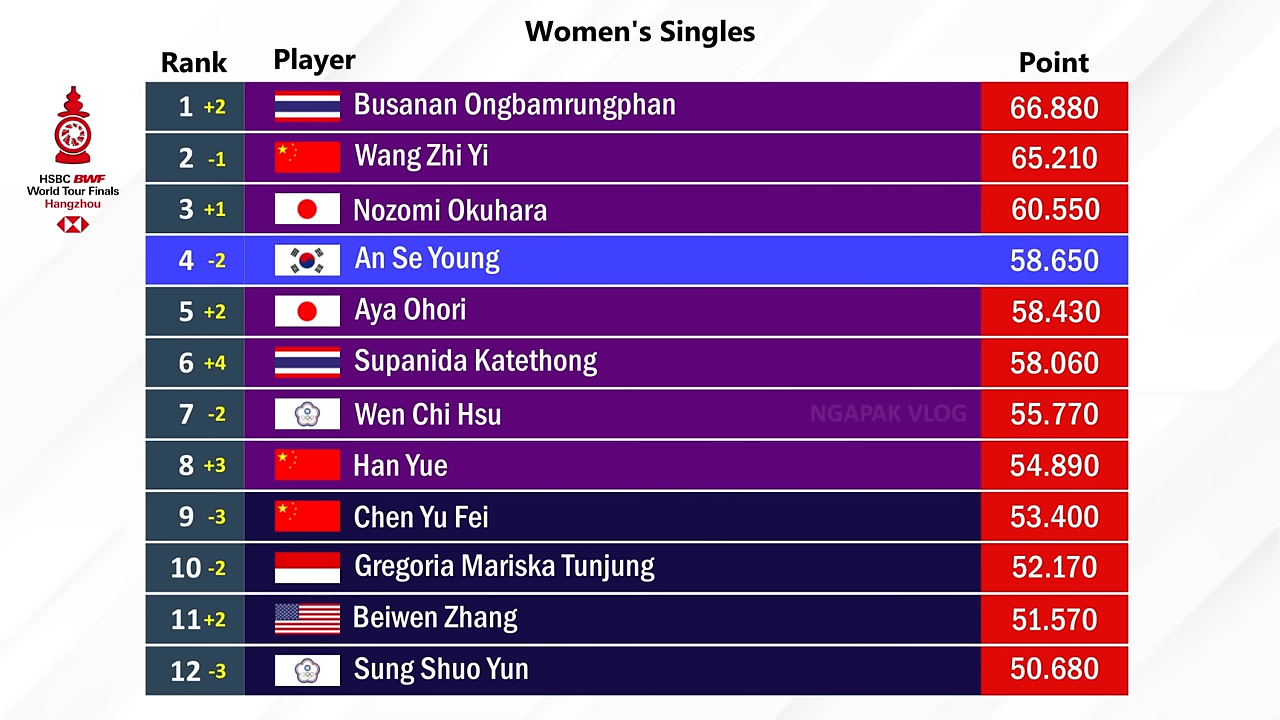 Women's Singles
Rank Player Point
HSBC BWF
World Tour Finals
Hangzhou
1 +2 Busanan Ongbamrungphan 66.880
2 -1 Wang Zhi Yi 65.210
3 +1 Nozomi Okuhara 60.550
4 -2 An Se Young 58.650
5 +2 Aya Ohori 58.430
6 +4 Supanida Katethong 58.060
7 -2 Wen Chi Hsu NGAPAK VLOG 55.770
8 +3 Han Yue 54.890
9 -3 Chen Yu Fei 53.400
10 -2 Gregoria Mariska Tunjung 52.170
11 +2 Beiwen Zhang 51.570
12 -3 Sung Shuo Yun 50.680